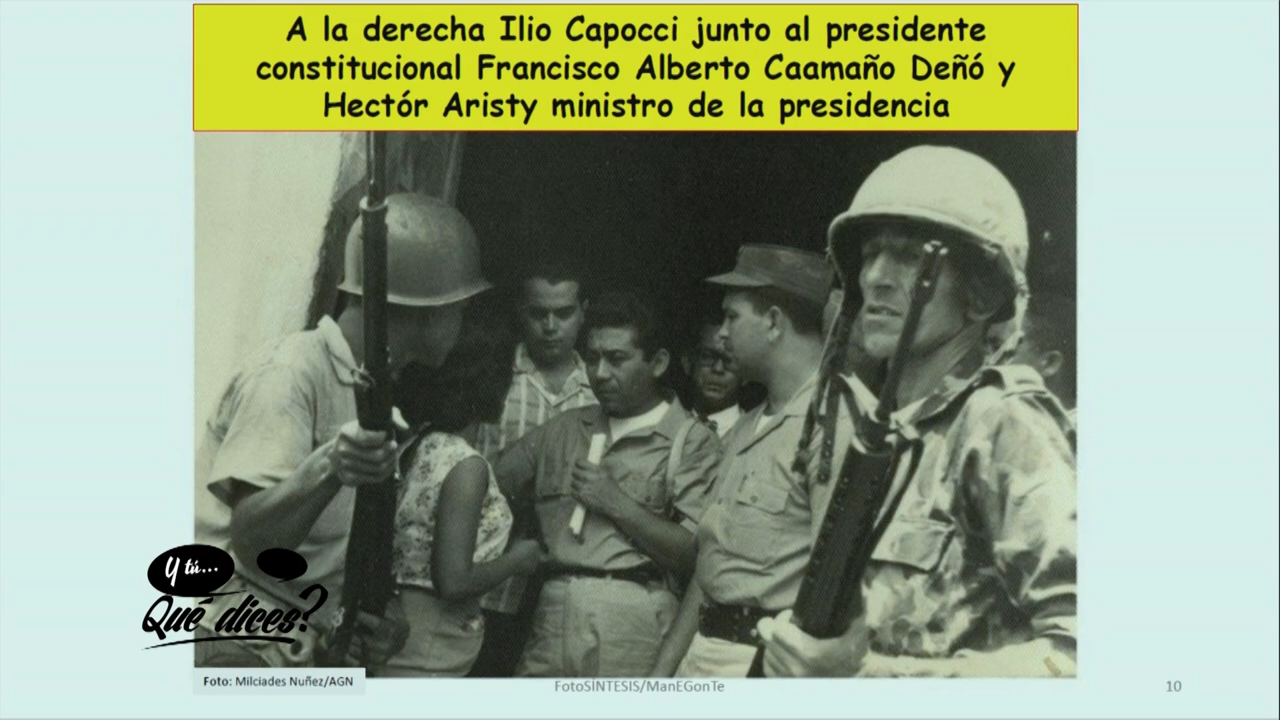 A la derecha Ilio Capocci junto al presidente
constitucional Francisco Alberto Caamaño Deñó y
Hectór Aristy ministro de la presidencia
Y tú...
Qué dices?
Foto: Milciades Nuñez/AGN
FotoSÍNTESIS/ManEGonTe
10